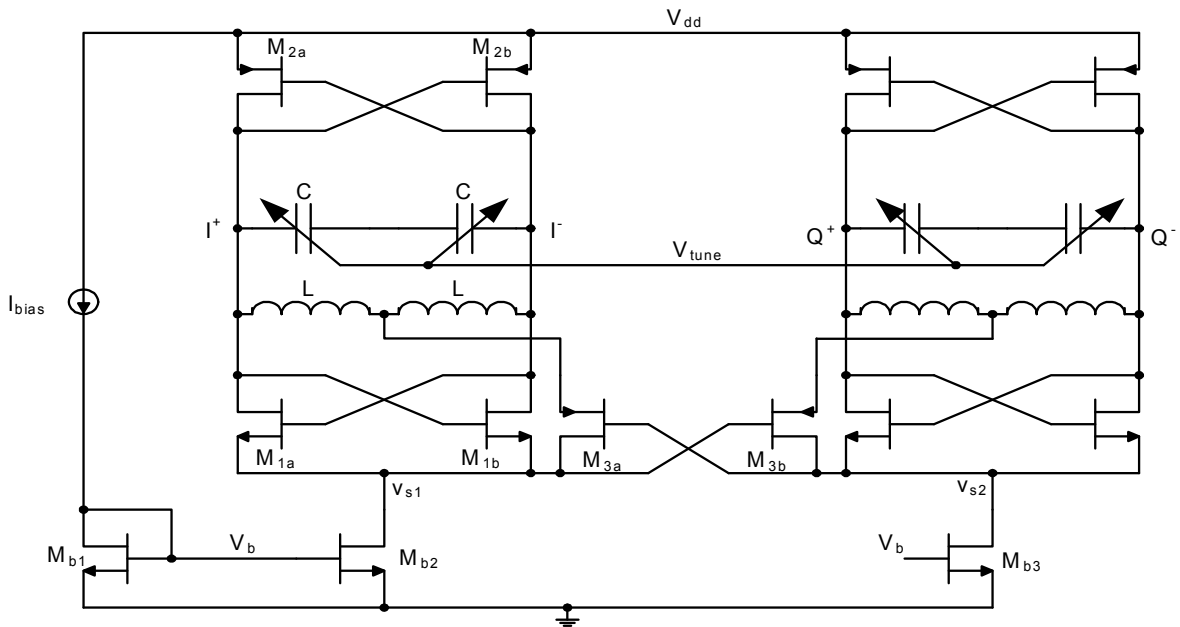 V_dd
M_2a
M_2b
C
C
I^+
I^-
Q^+
Q^-
V_tune
I_bias
L
L
M_1a
M_1b
M_3a
M_3b
v_s1
v_s2
M_b1
V_b
M_b2
V_b
M_b3